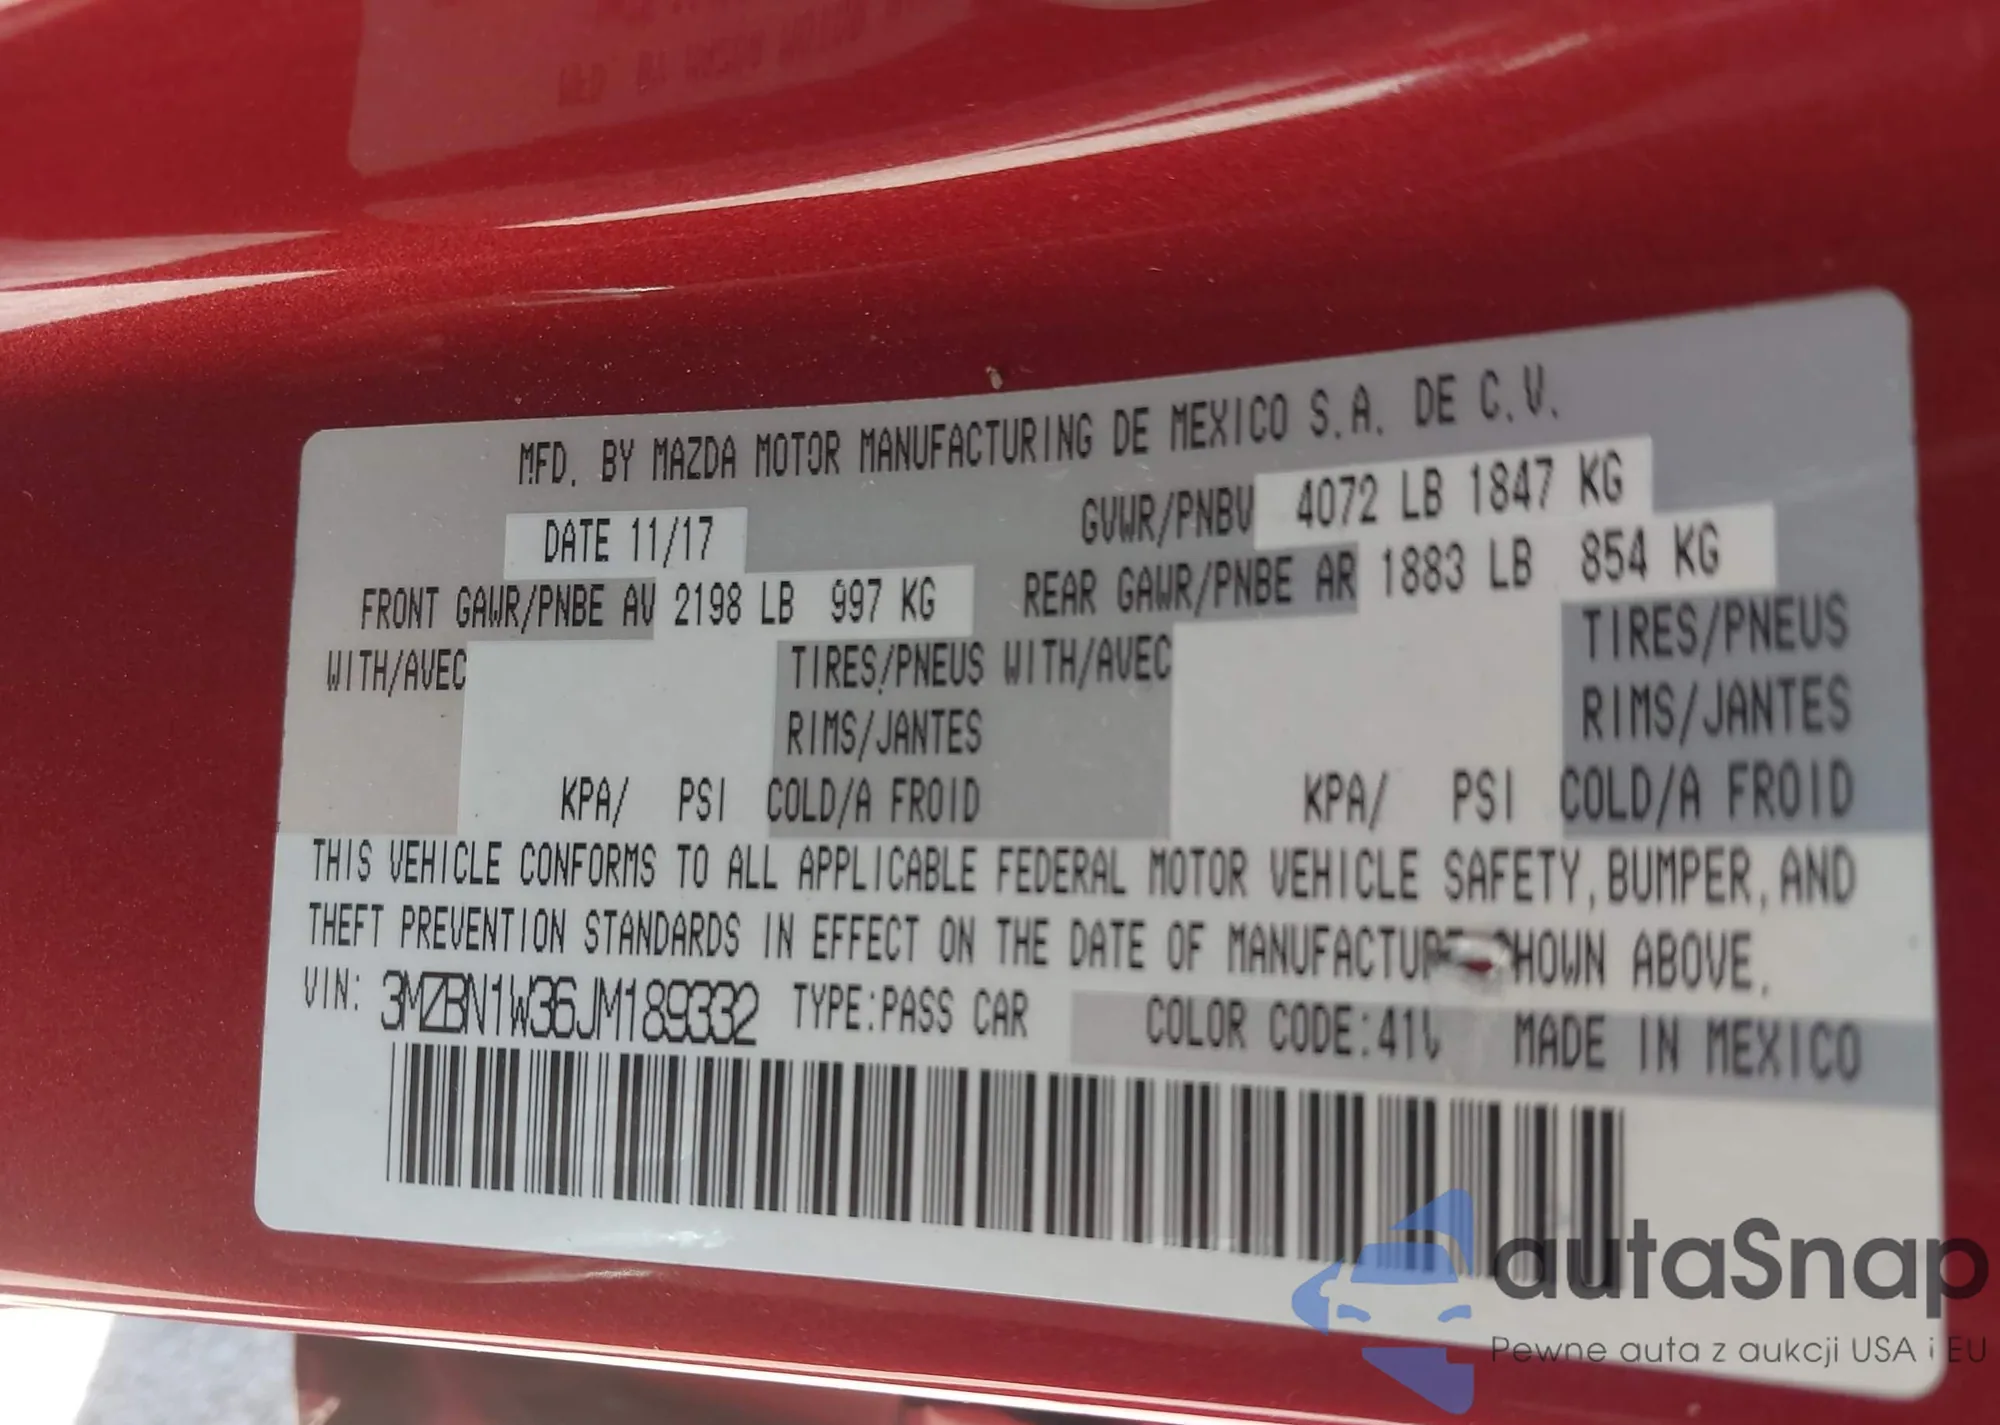 MFD. BY MAZDA MOTOR MANUFACTURING DE MEXICO S.A. DE C.V.
DATE 11/17 GVWR/PNBV 4072 LB 1847 KG
FRONT GAWR/PNBE AV 2198 LB 997 KG REAR GAWR/PNBE AR 1883 LB 854 KG
WITH/AVEC TIRES/PNEUS WITH/AVEC TIRES/PNEUS
RIMS/JANTES RIMS/JANTES
KPA/ PSI COLD/A FROID KPA/ PSI COLD/A FROID
THIS VEHICLE CONFORMS TO ALL APPLICABLE FEDERAL MOTOR VEHICLE SAFETY,BUMPER,AND
THEFT PREVENTION STANDARDS IN EFFECT ON THE DATE OF MANUFACTURE SHOWN ABOVE.
VIN: 3MZBN1W36JM189332 TYPE:PASS CAR COLOR CODE:41V MADE IN MEXICO
autaSnap
Pewne auta z aukcji USA i EU